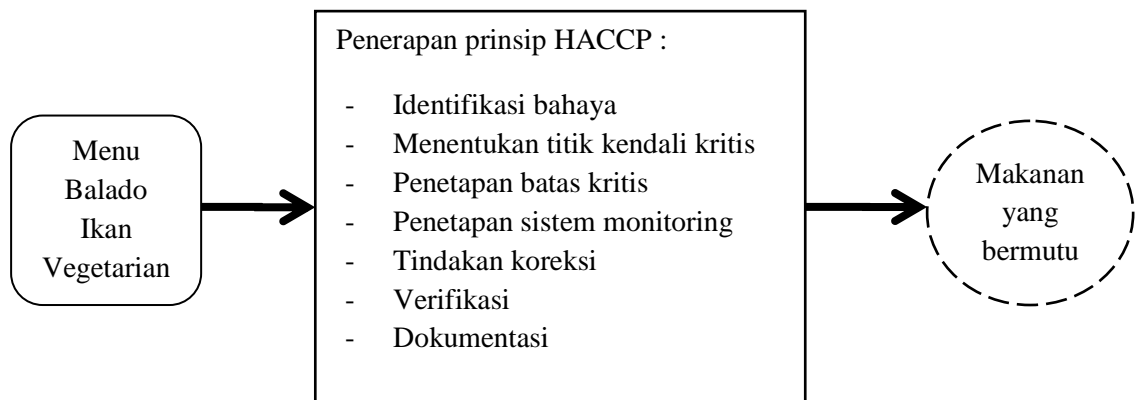 Menu
Balado
Ikan
Vegetarian
Penerapan prinsip HACCP :
- Identifikasi bahaya
- Menentukan titik kendali kritis
- Penetapan batas kritis
- Penetapan sistem monitoring
- Tindakan koreksi
- Verifikasi
- Dokumentasi
Makanan
yang
bermutu